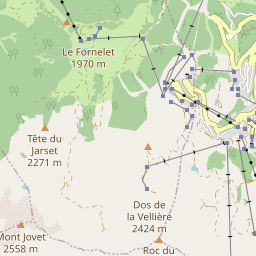 Le Fornelet
1970 m
Tête du
Jarset
2271 m
Dos de
la Vellière
2424 m
Mont Jovet
2558 m
Roc du